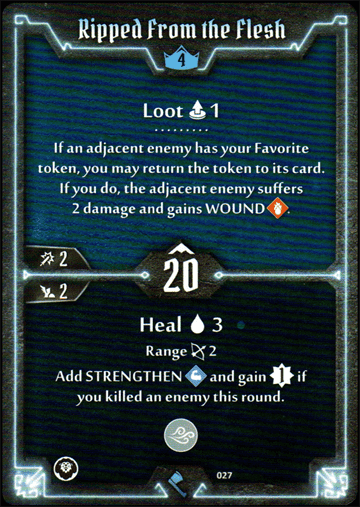 Ripped From the Flesh
4
Loot 1
If an adjacent enemy has your Favorite
token, you may return the token to its card.
If you do, the adjacent enemy suffers
2 damage and gains WOUND .
2
20
2
Heal 3
Range 2
Add STRENGTHEN and gain 1 if
you killed an enemy this round.
027